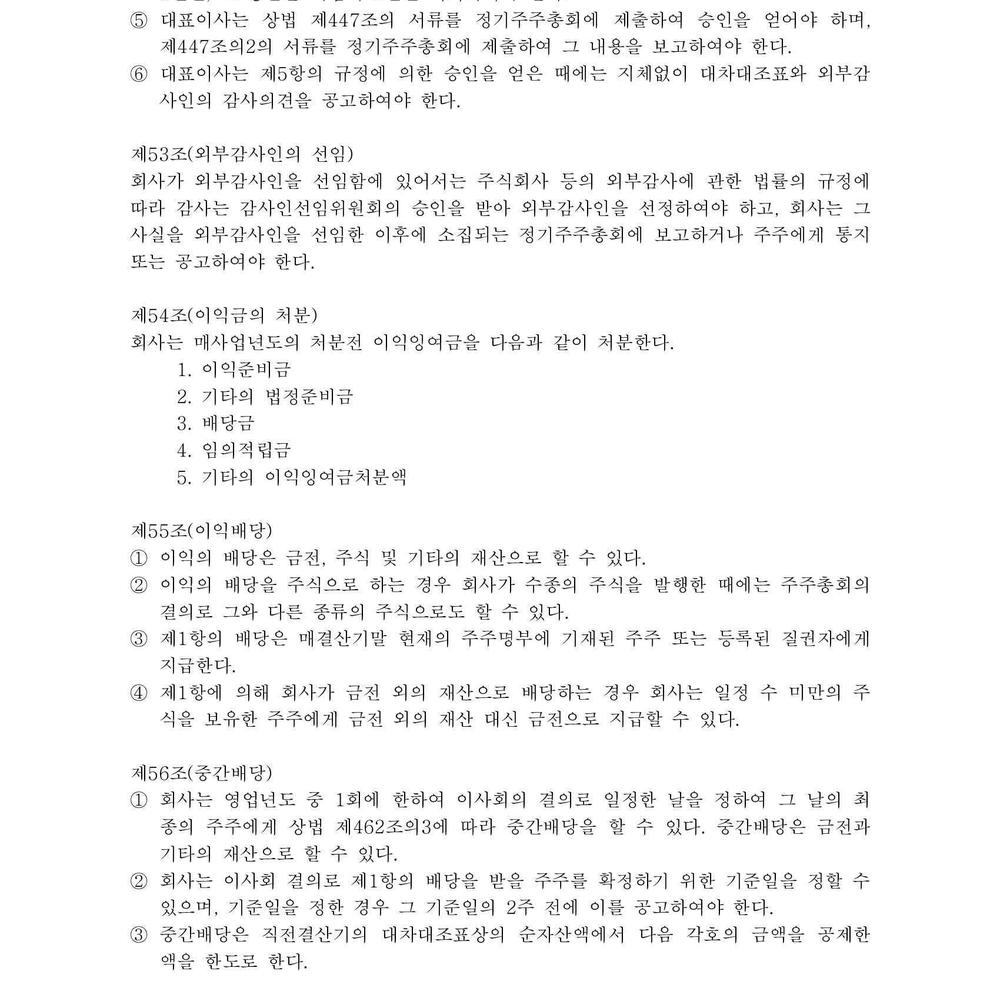 ⑤ 대표이사는 상법 제447조의 서류를 정기주주총회에 제출하여 승인을 얻어야 하며,
제447조의2의 서류를 정기주주총회에 제출하여 그 내용을 보고하여야 한다.
⑥ 대표이사는 제5항의 규정에 의한 승인을 얻은 때에는 지체없이 대차대조표와 외부감
사인의 감사의견을 공고하여야 한다.
제53조(외부감사인의 선임)
회사가 외부감사인을 선임함에 있어서는 주식회사 등의 외부감사에 관한 법률의 규정에
따라 감사는 감사인선임위원회의 승인을 받아 외부감사인을 선정하여야 하고, 회사는 그
사실을 외부감사인을 선임한 이후에 소집되는 정기주주총회에 보고하거나 주주에게 통지
또는 공고하여야 한다.
제54조(이익금의 처분)
회사는 매사업년도의 처분전 이익잉여금을 다음과 같이 처분한다.
1. 이익준비금
2. 기타의 법정준비금
3. 배당금
4. 임의적립금
5. 기타의 이익잉여금처분액
제55조(이익배당)
① 이익의 배당은 금전, 주식 및 기타의 재산으로 할 수 있다.
② 이익의 배당을 주식으로 하는 경우 회사가 수종의 주식을 발행한 때에는 주주총회의
결의로 그와 다른 종류의 주식으로도 할 수 있다.
③ 제1항의 배당은 매결산기말 현재의 주주명부에 기재된 주주 또는 등록된 질권자에게
지급한다.
④ 제1항에 의해 회사가 금전 외의 재산으로 배당하는 경우 회사는 일정 수 미만의 주
식을 보유한 주주에게 금전 외의 재산 대신 금전으로 지급할 수 있다.
제56조(중간배당)
① 회사는 영업년도 중 1회에 한하여 이사회의 결의로 일정한 날을 정하여 그 날의 최
종의 주주에게 상법 제462조의3에 따라 중간배당을 할 수 있다. 중간배당은 금전과
기타의 재산으로 할 수 있다.
② 회사는 이사회 결의로 제1항의 배당을 받을 주주를 확정하기 위한 기준일을 정할 수
있으며, 기준일을 정한 경우 그 기준일의 2주 전에 이를 공고하여야 한다.
③ 중간배당은 직전결산기의 대차대조표상의 순자산액에서 다음 각호의 금액을 공제한
액을 한도로 한다.